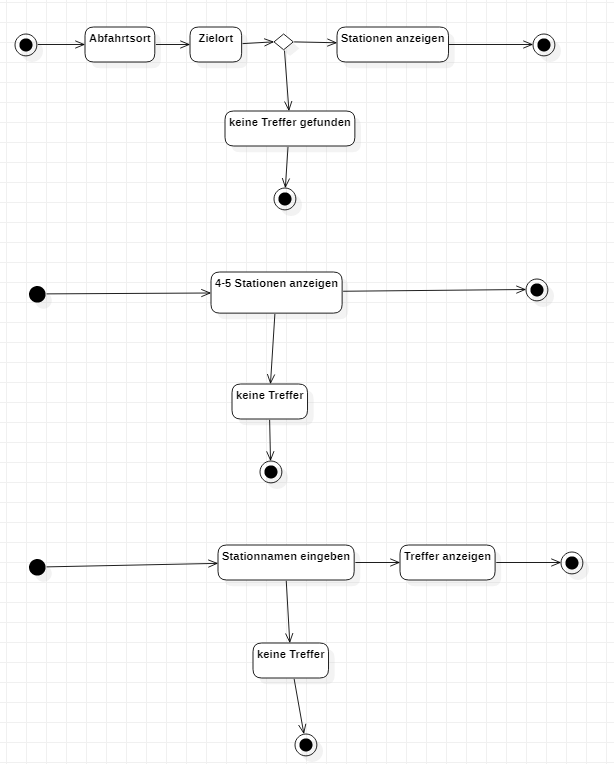 Abfahrtsort
Zielort
Stationen anzeigen
keine Treffer gefunden
4-5 Stationen anzeigen
keine Treffer
Stationnamen eingeben
Treffer anzeigen
keine Treffer